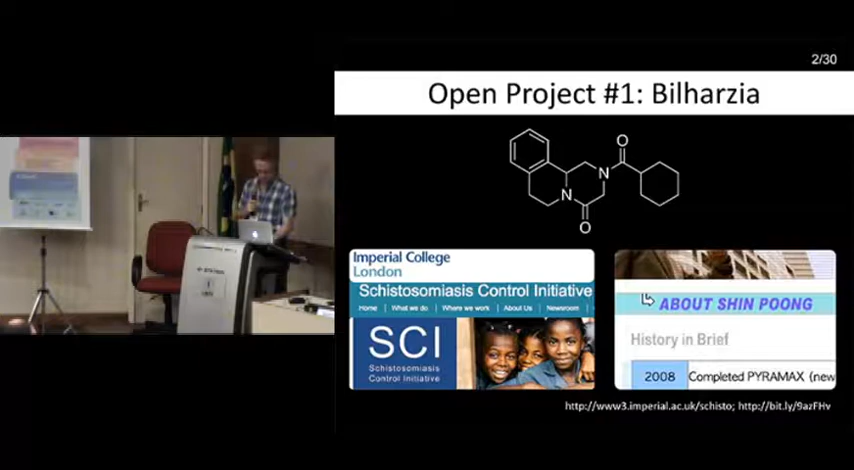 2/30
Open Project #1: Bilharzia
O
N
N
O
Imperial College
London
Schistosomiasis Control Initiative
Home | What we do | Where we work | About Us | Newsroom
SCI
Schistosomiasis
Control Initiative
ABOUT SHIN POONG
History in Brief
2008 Completed PYRAMAX (new
http://www3.imperial.ac.uk/schisto; http://bit.ly/9azFHv